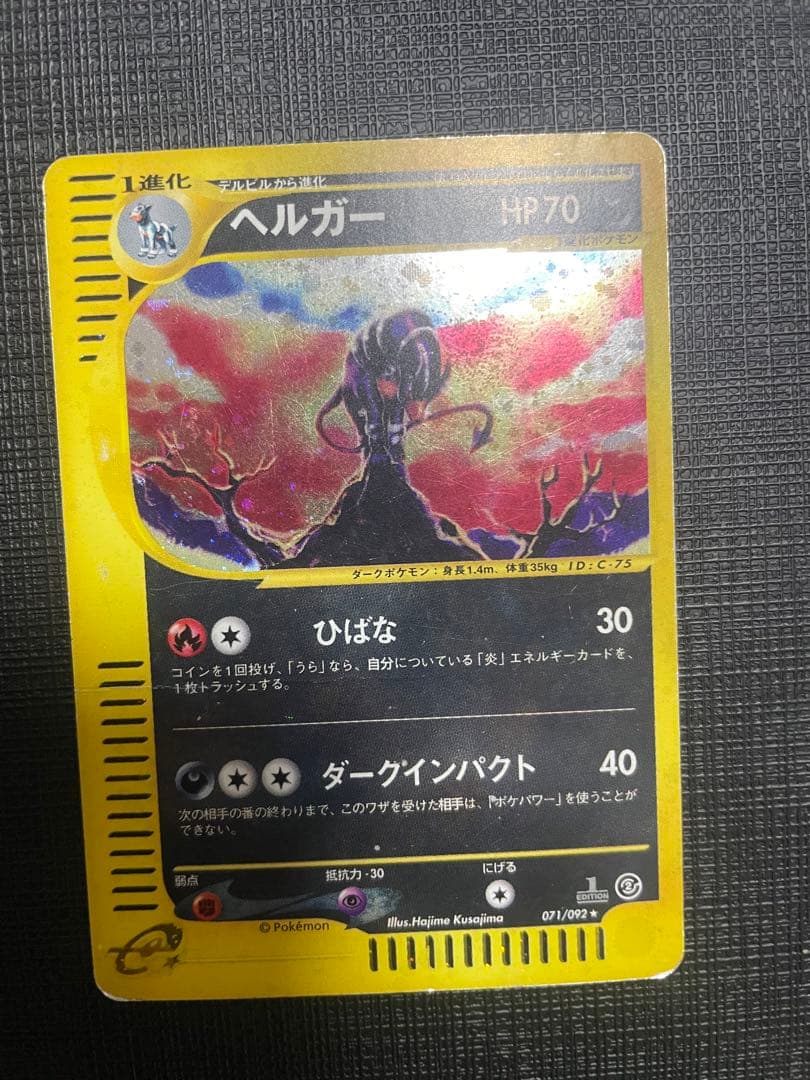 1進化
デルビルから進化
ヘルガー
HP70
進化ポケモン
ダークポケモン：身長1.4m、体重35kg ID:C-75
ひばな 30
コインを1回投げ、「うら」なら、自分についている「炎」エネルギーカードを、
1枚トラッシュする。
ダークインパクト 40
次の相手の番の終わりまで、このワザを受けた相手は、「ポケパワー」を使うことが
できない。
弱点
抵抗力 -30
にげる
1
EDITION
071/092★
Illus.Hajime Kusajima
© Pokémon
e